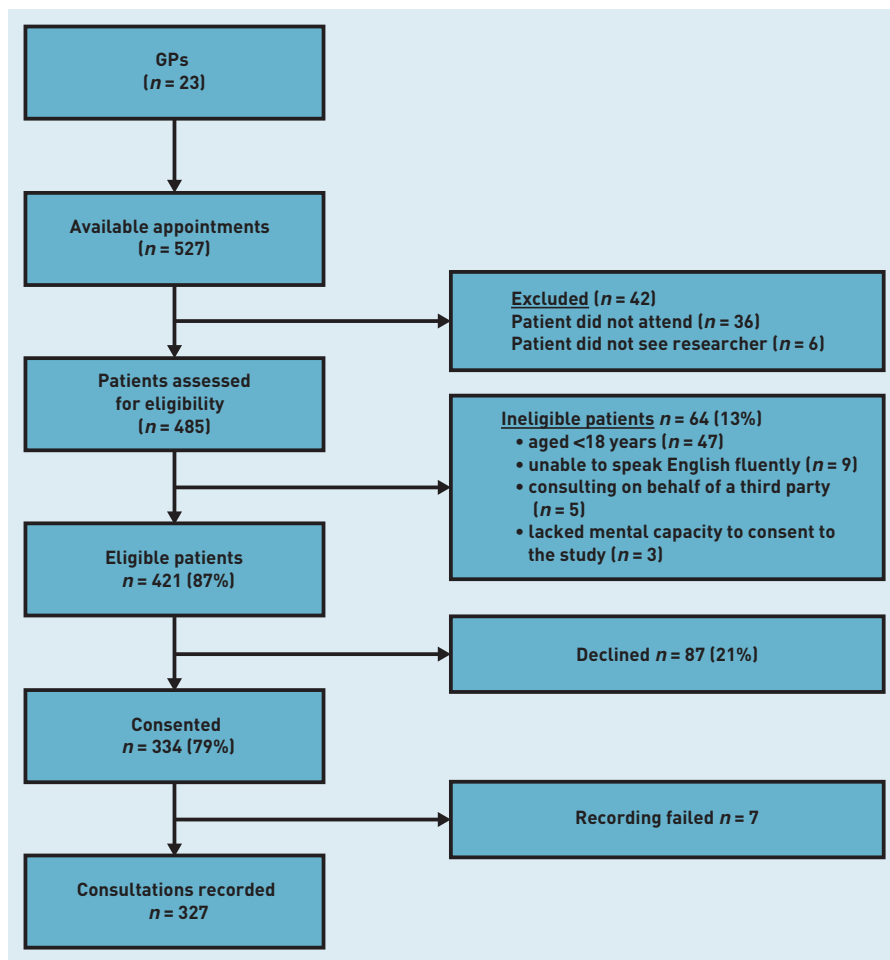 GPs
(n = 23)
Available appointments
(n = 527)
Excluded (n = 42)
Patient did not attend (n = 36)
Patient did not see researcher (n = 6)
Patients assessed
for eligibility
(n = 485)
Ineligible patients n = 64 (13%)
• aged <18 years (n = 47)
• unable to speak English fluently (n = 9)
• consulting on behalf of a third party
(n = 5)
• lacked mental capacity to consent to
the study (n = 3)
Eligible patients
n = 421 (87%)
Declined n = 87 (21%)
Consented
n = 334 (79%)
Recording failed n = 7
Consultations recorded
n = 327